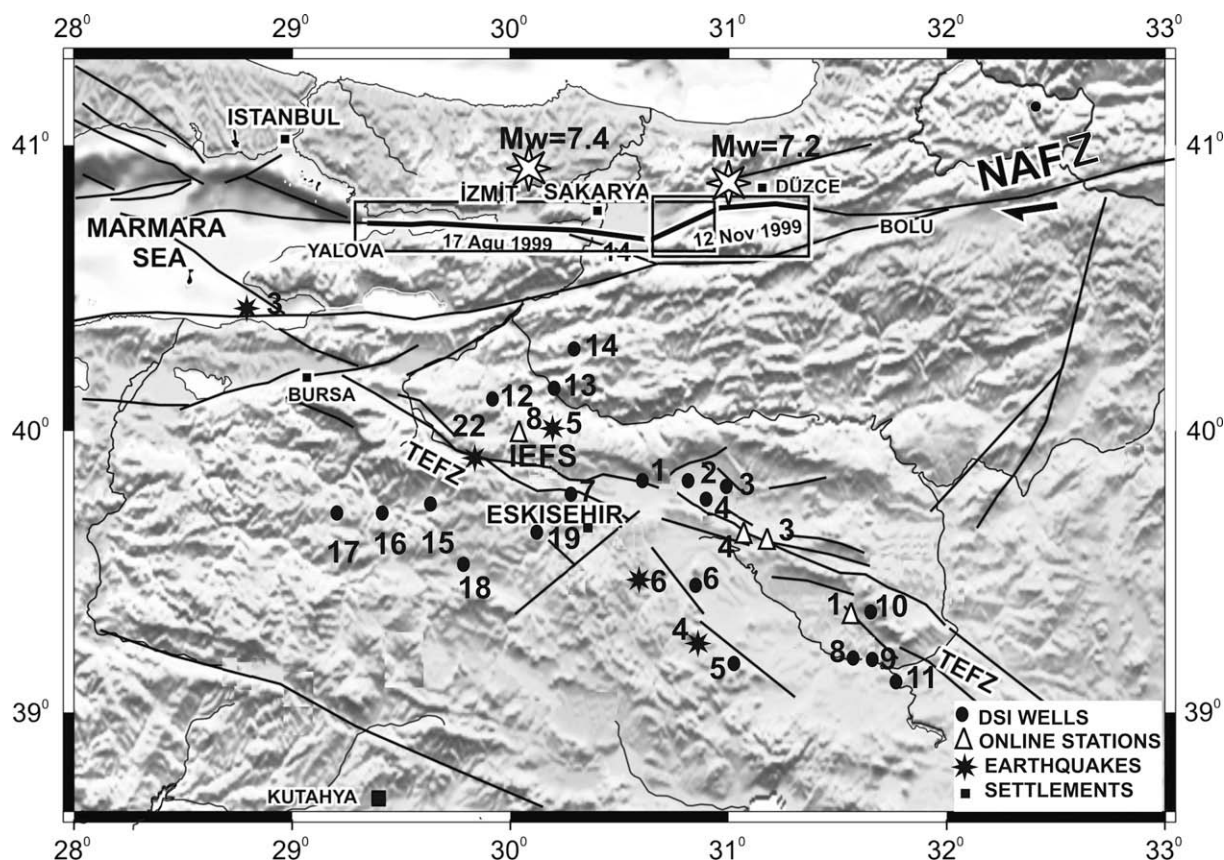 28⁰ 29⁰ 30⁰ 31⁰ 32⁰ 33⁰
41⁰ 41⁰
ISTANBUL
Mw=7.4
Mw=7.2
NAF Z
İZMİT SAKARYA
DÜZCE
MARMARA
SEA
YALOVA
17 Agu 1999
14
12 Nov 1999
BOLU
3
14
BURSA
12
13
40⁰ 40⁰
22
8 5
IEFS
TEFZ
1
2
3
4
7
ESKISEHIR
3
4
17
16
15
19
18
6
6
1
10
4
5
8
9
11
TEFZ
39⁰ 39⁰
DSI WELLS
ONLINE STATIONS
EARTHQUAKES
SETTLEMENTS
KUTAHYA
28⁰ 29⁰ 30⁰ 31⁰ 32⁰ 33⁰